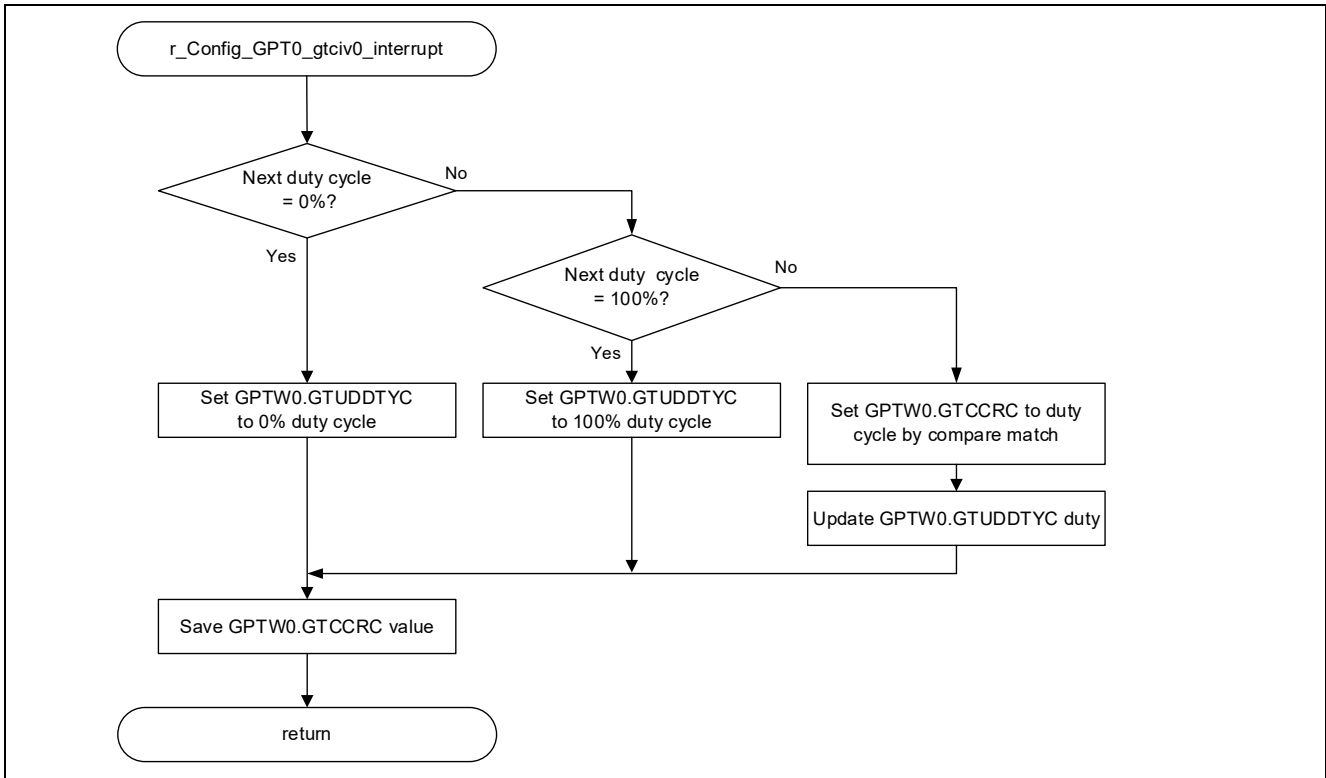 r_Config_GPT0_gtciv0_interrupt
Next duty cycle
= 0%?
No
Yes
Next duty cycle
= 100%?
No
Yes
Set GPTW0.GTUDDTYC
to 0% duty cycle
Set GPTW0.GTUDDTYC
to 100% duty cycle
Set GPTW0.GTCCRC to duty
cycle by compare match
Update GPTW0.GTUDDTYC duty
Save GPTW0.GTCCRC value
return